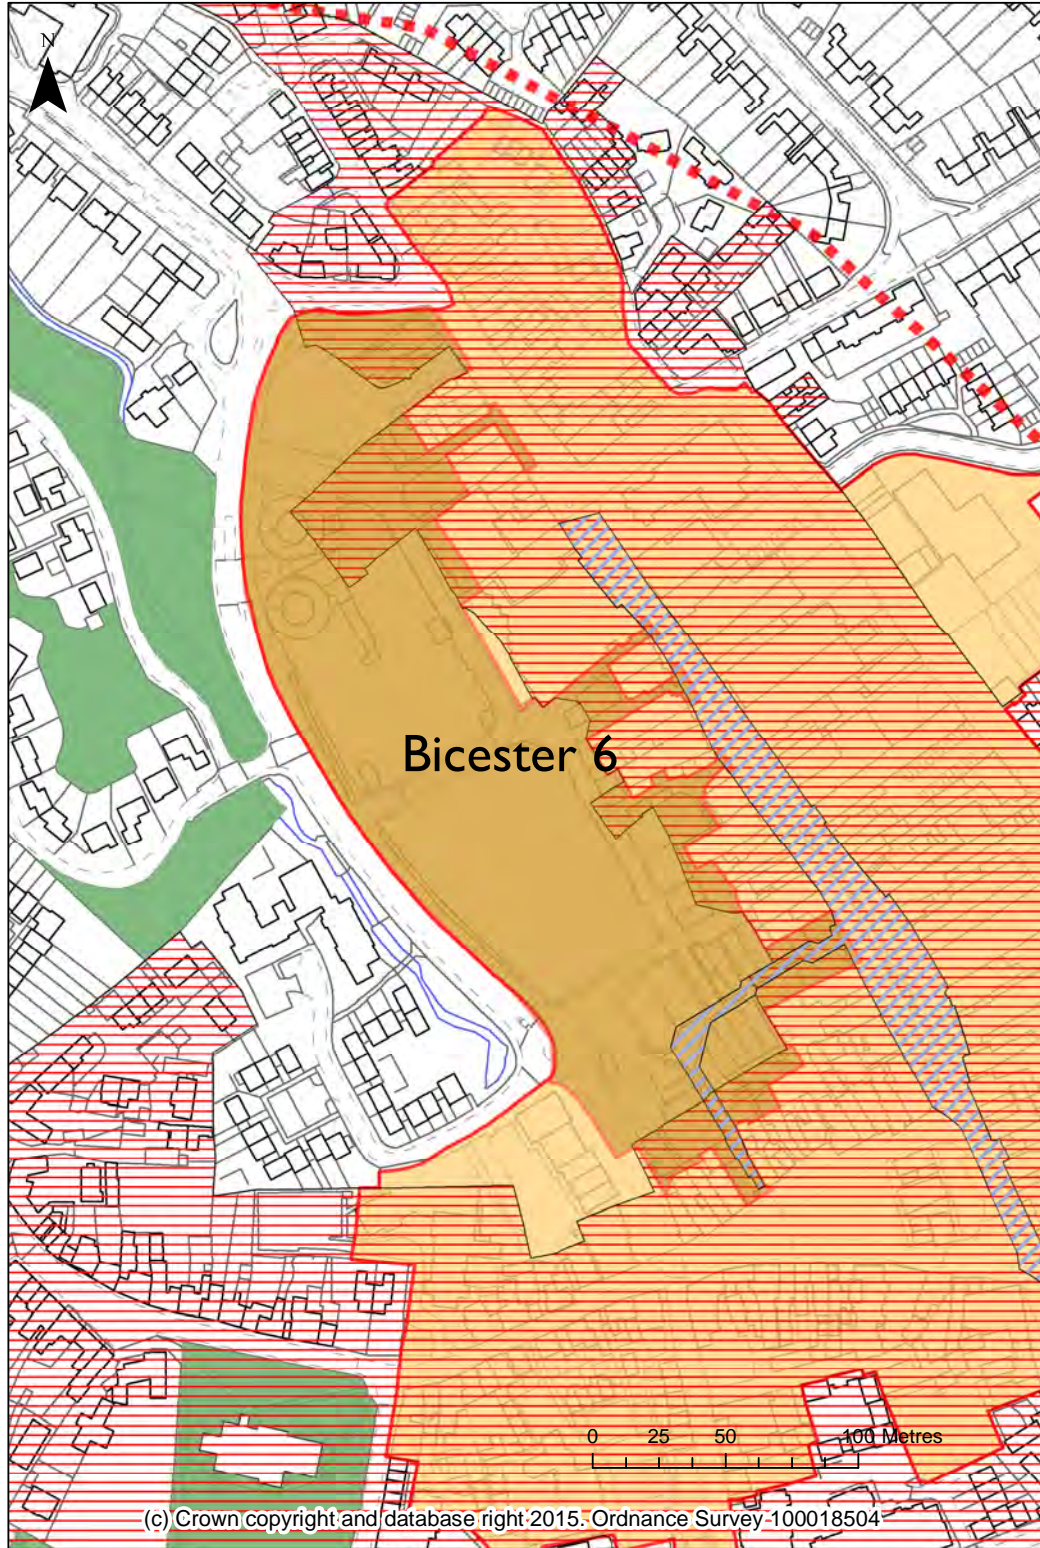 N
Bicester 6
0 25 50 100 Metres
(c) Crown copyright and database right 2015. Ordnance Survey 100018504